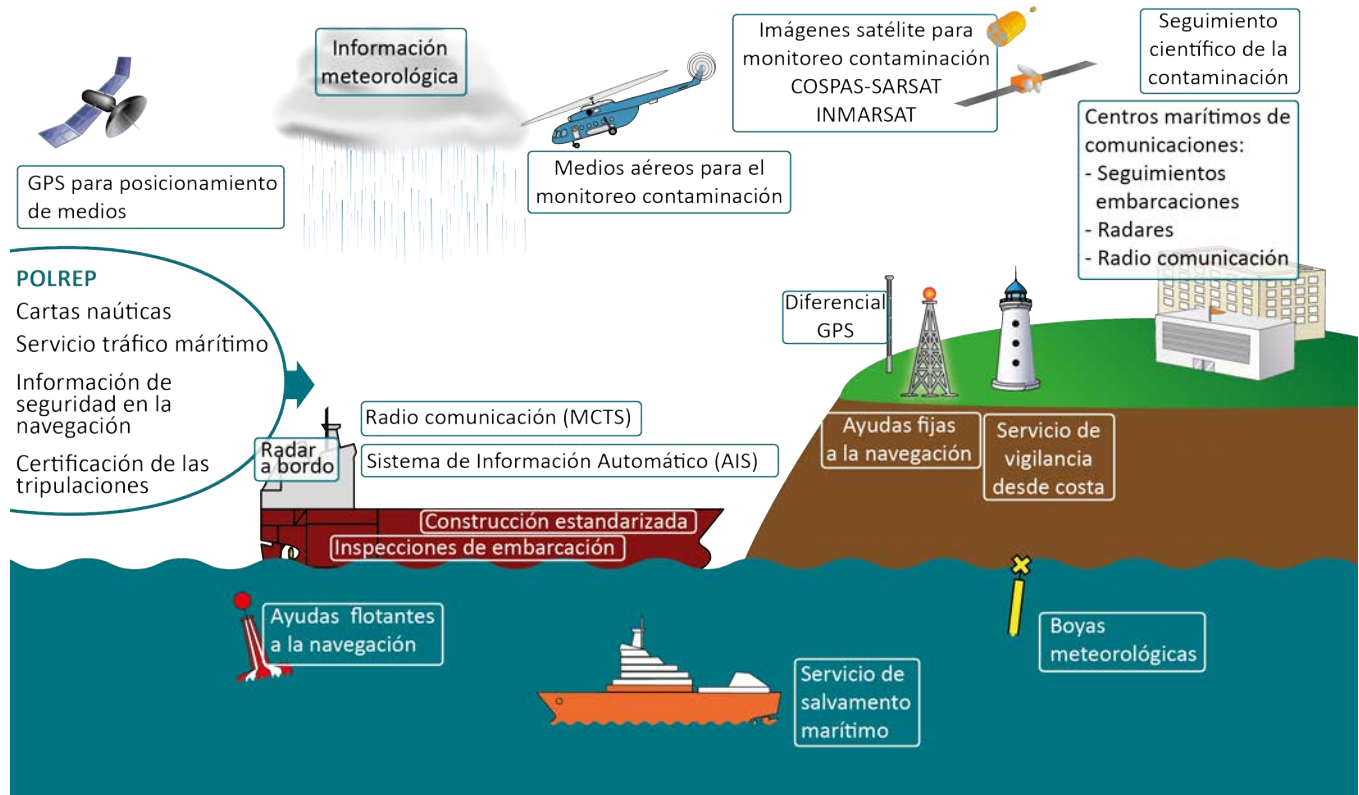 Información
meteorológica
Imágenes satélite para
monitoreo contaminación
COSPAS-SARSAT
INMARSAT
Seguimiento
científico de la
contaminación
GPS para posicionamiento
de medios
Medios aéreos para el
monitoreo contaminación
Centros marítimos de
comunicaciones:
- Seguimientos
embarcaciones
- Radares
- Radio comunicación
POLREP
Cartas naúticas
Servicio tráfico márítimo
Información de
seguridad en la
navegación
Certificación de las
tripulaciones
Diferencial
GPS
Radio comunicación (MCTS)
Radar
a bordo
Sistema de Información Automático (AIS)
Ayudas fijas
a la navegación
Servicio de
vigilancia
desde costa
Construcción estandarizada
Inspecciones de embarcación
Ayudas flotantes
a la navegación
Servicio de
salvamento
marítimo
Boyas
meteorológicas